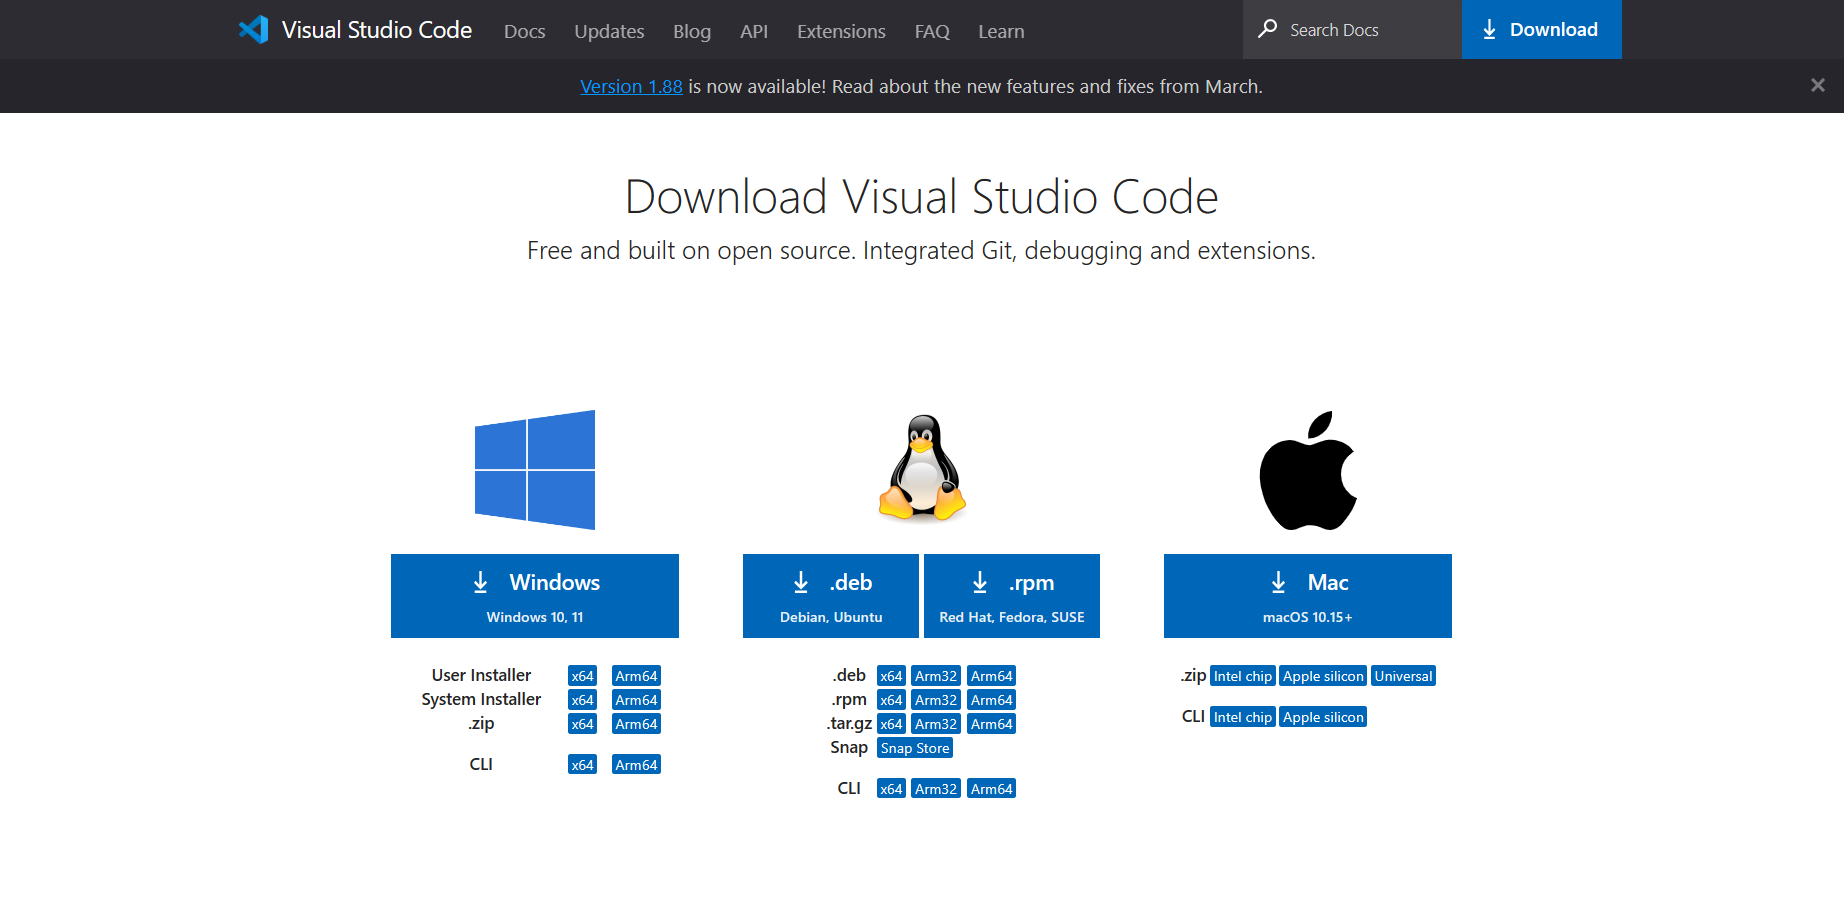 Visual Studio Code Docs Updates Blog API Extensions FAQ Learn Search Docs Download
Version 1.88 is now available! Read about the new features and fixes from March.
Download Visual Studio Code
Free and built on open source. Integrated Git, debugging and extensions.
Windows
Windows 10, 11
User Installer x64 Arm64
System Installer x64 Arm64
.zip x64 Arm64
CLI x64 Arm64
.deb
Debian, Ubuntu
.rpm
Red Hat, Fedora, SUSE
.deb x64 Arm32 Arm64
.rpm x64 Arm32 Arm64
.tar.gz x64 Arm32 Arm64
Snap Snap Store
CLI x64 Arm32 Arm64
Mac
macOS 10.15+
.zip Intel chip Apple silicon Universal
CLI Intel chip Apple silicon